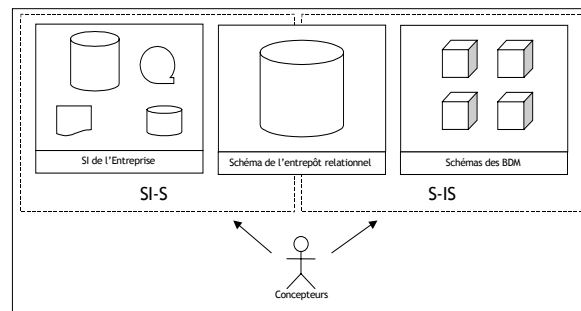 SI de l'Entreprise
Schéma de l'entrepôt relationnel
Schémas des BDM
SI-S
S-IS
Concepteurs